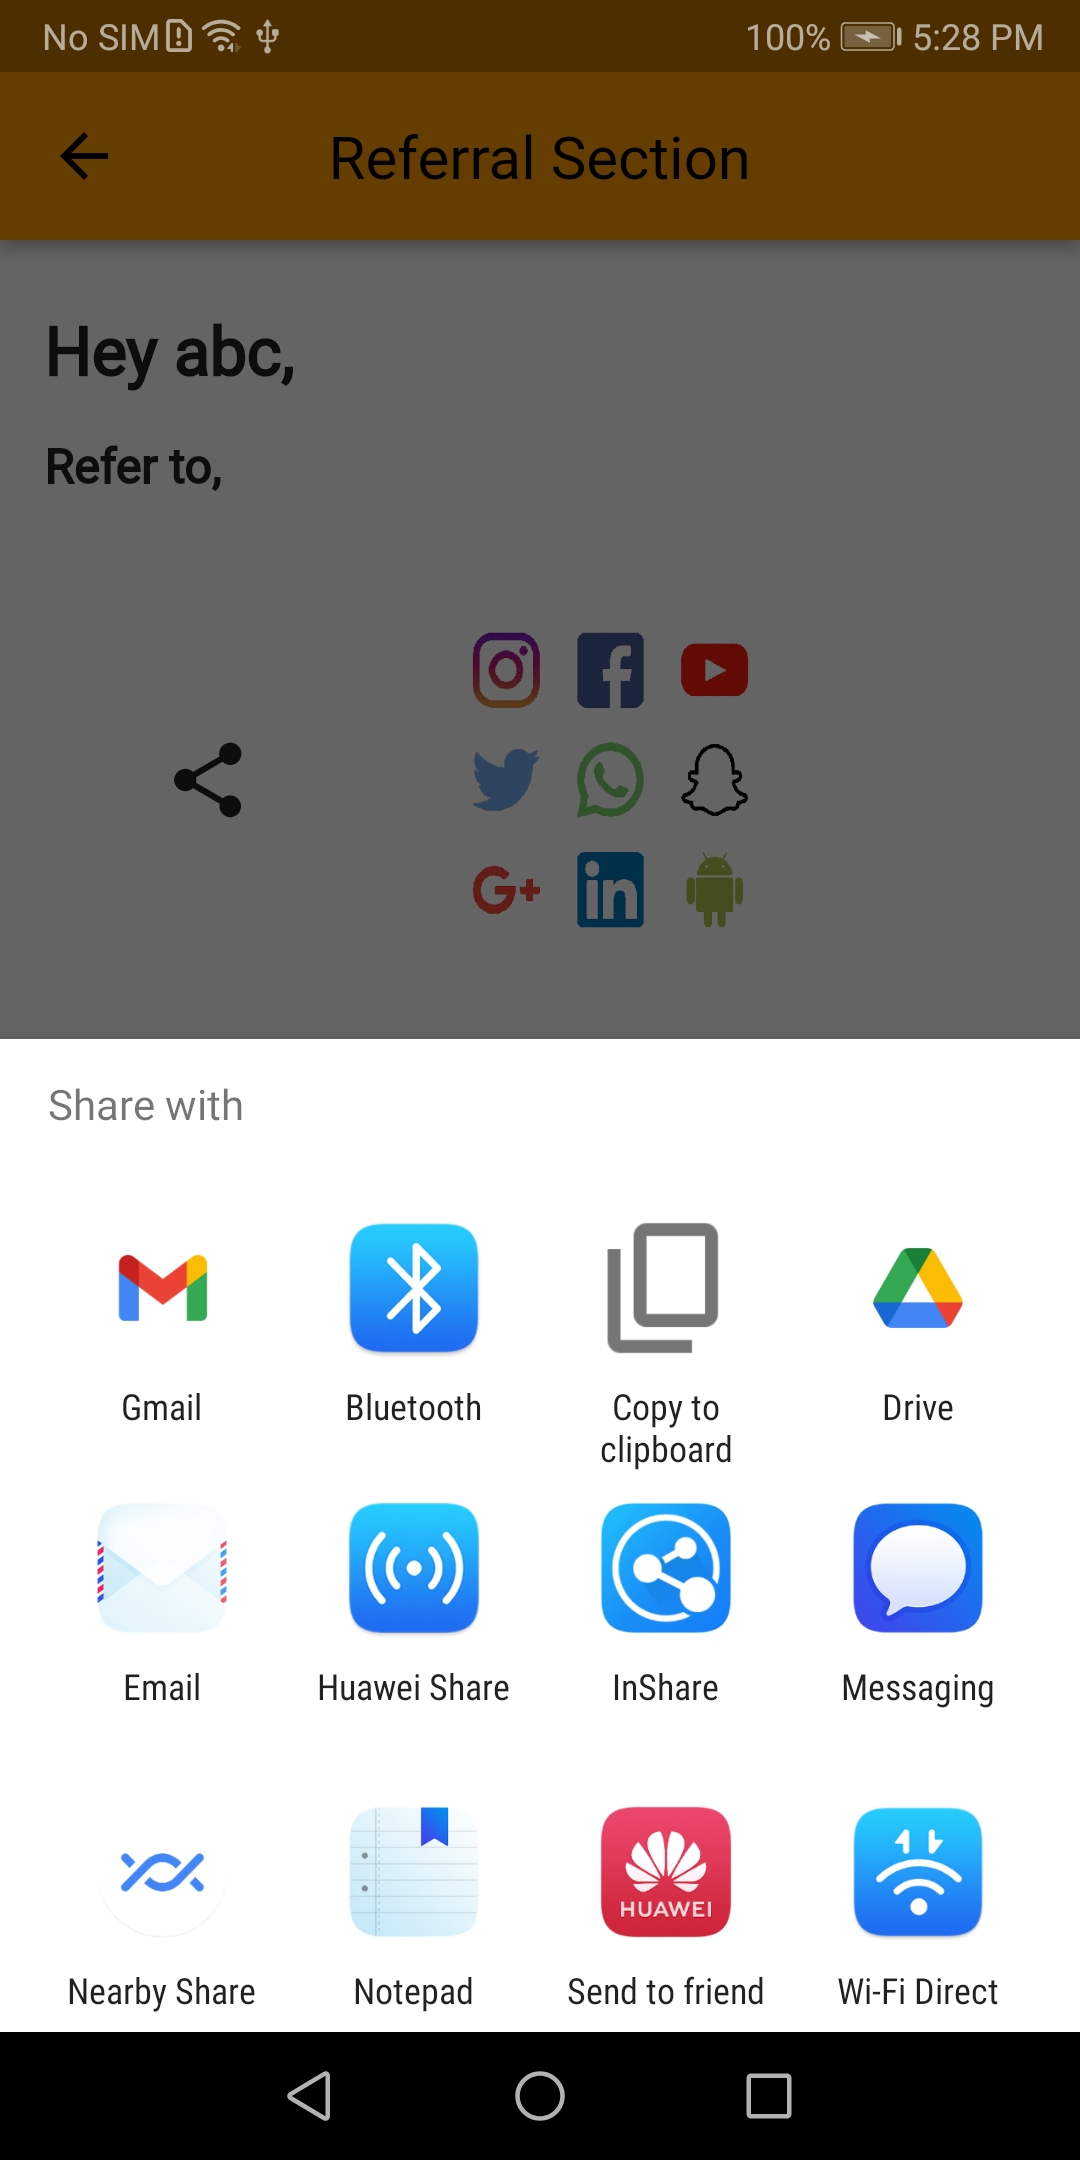 No SIM 100% 5:28 PM
Referral Section
Hey abc,
Refer to,
Share with
Gmail Bluetooth Copy to clipboard Drive
Email Huawei Share InShare Messaging
HUAWEI
Nearby Share Notepad Send to friend Wi-Fi Direct